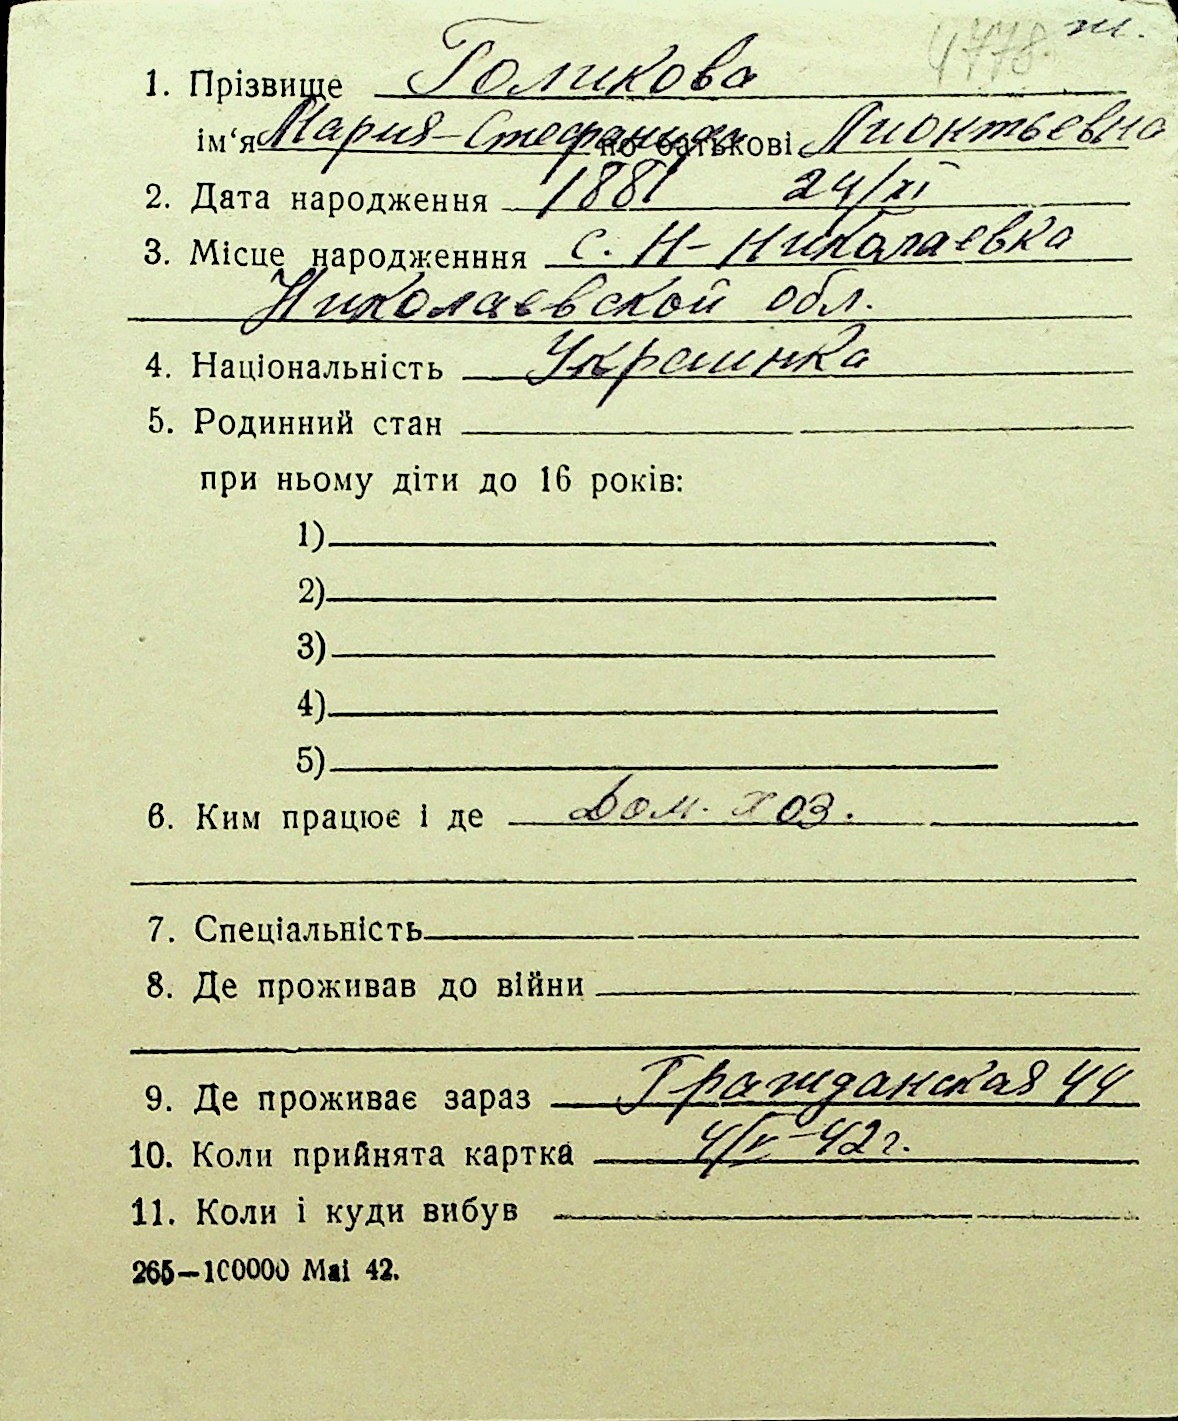 4778. ж.
1. Прізвище Голикова
ім‘я Мария-Стефанида по батькові Лионтьевна
2. Дата народження 1881 24/XI
3. Місце народженння с. Н-Николаевка
Николаевской обл.
4. Національність Украинка
5. Родинний стан
при ньому діти до 16 років:
1)
2)
3)
4)
5)
6. Ким працює і де Дом. хоз.
7. Спеціальність
8. Де проживав до війни
9. Де проживає зараз Гражданская 44
10. Коли прийнята картка 4/V-42г.
11. Коли і куди вибув
265—100000 Mai 42.